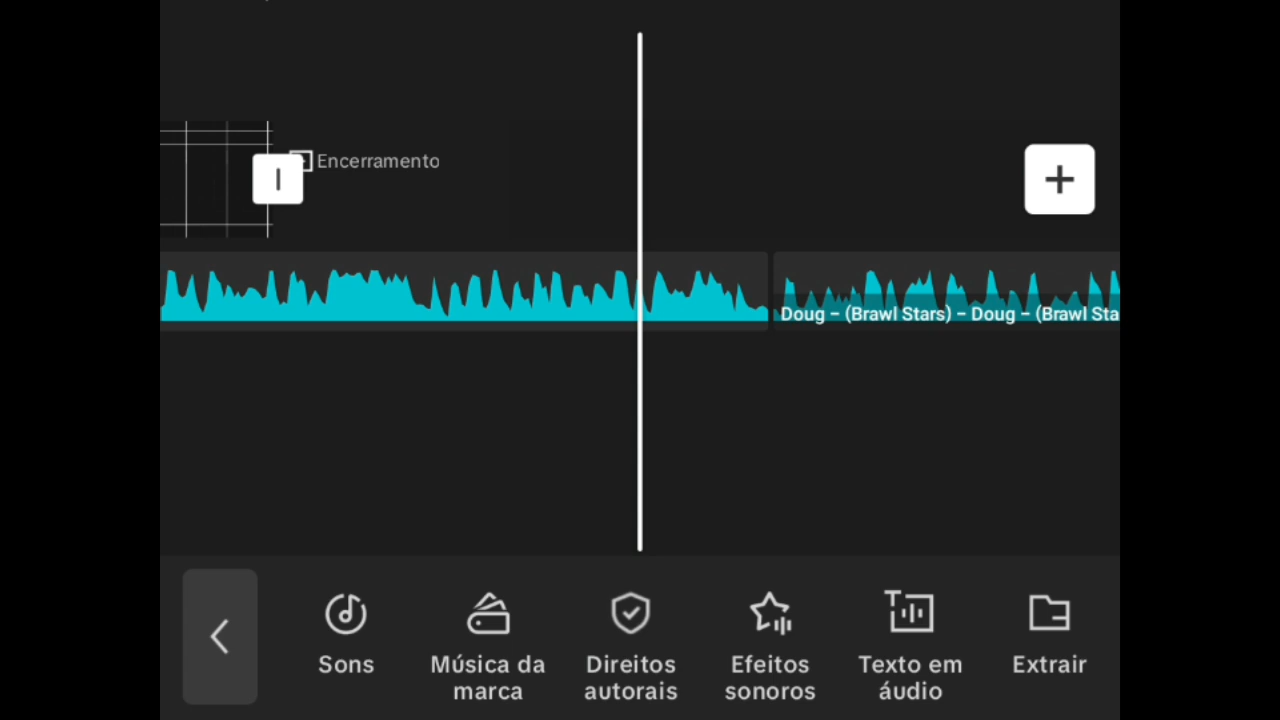 Encerramento
Doug - (Brawl Stars) - Doug - (Brawl Sta
Sons
Música da
marca
Direitos
autorais
Efeitos
sonoros
Texto em
áudio
Extrair